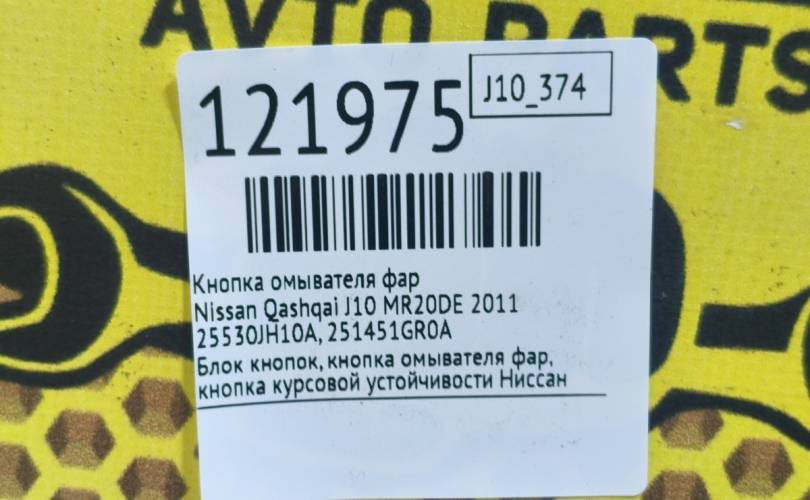 AVTO PARTS
121975
J10_374
Кнопка омывателя фар
Nissan Qashqai J10 MR20DE 2011
25530JH10A, 251451GR0A
Блок кнопок, кнопка омывателя фар,
кнопка курсовой устойчивости Ниссан